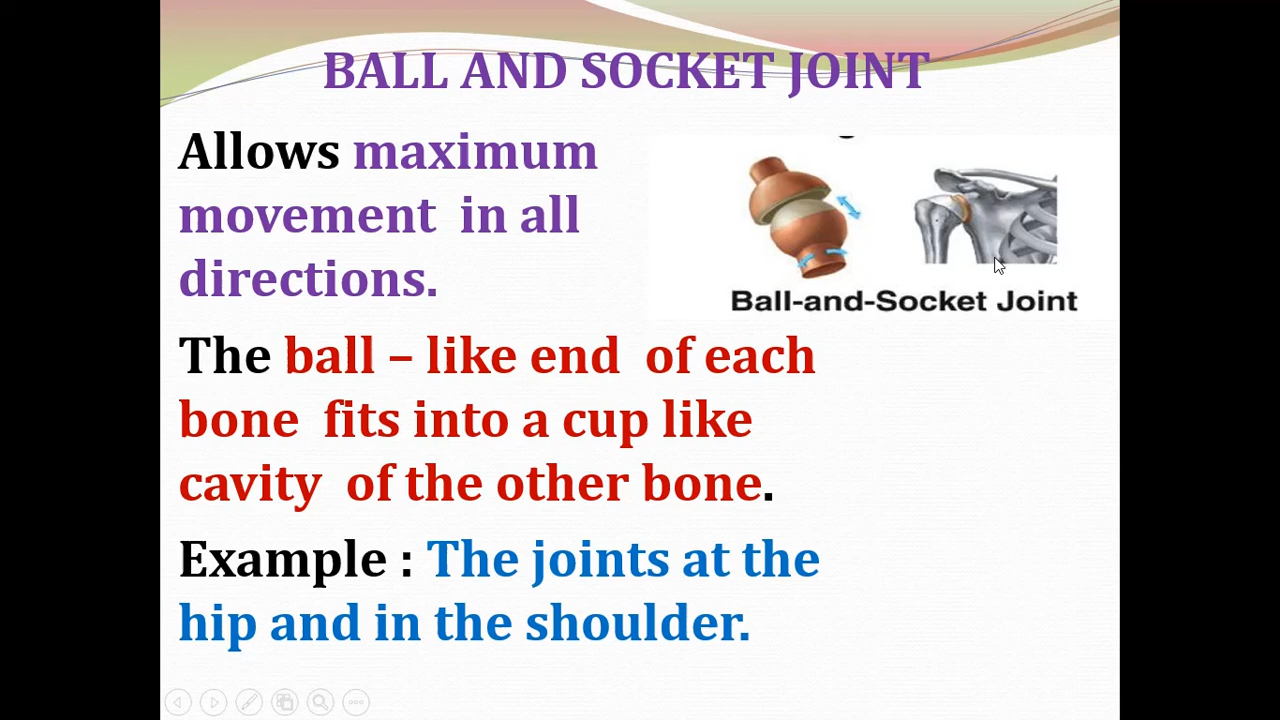 BALL AND SOCKET JOINT
Allows maximum
movement in all
directions.
Ball-and-Socket Joint
The ball – like end of each
bone fits into a cup like
cavity of the other bone.
Example : The joints at the
hip and in the shoulder.